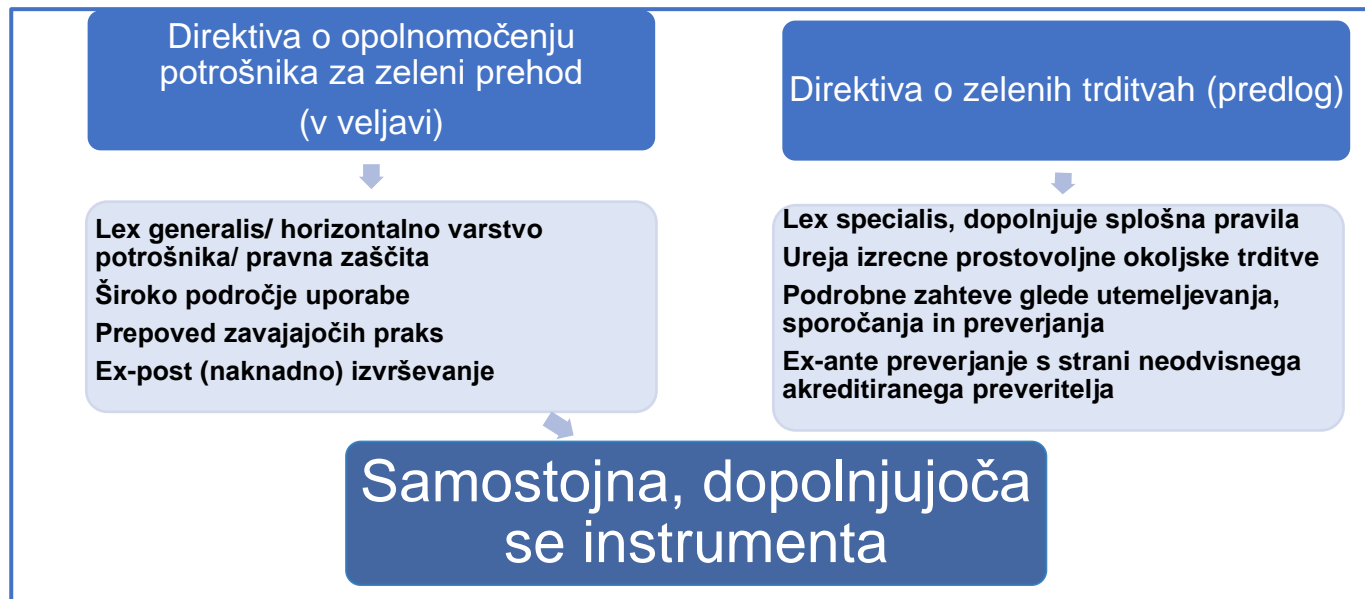 Direktiva o opolnomočenju
potrošnika za zeleni prehod
(v veljavi)
Lex generalis/ horizontalno varstvo
potrošnika/ pravna zaščita
Široko področje uporabe
Prepoved zavajajočih praks
Ex-post (naknadno) izvrševanje
Direktiva o zelenih trditvah (predlog)
Lex specialis, dopolnjuje splošna pravila
Ureja izrecne prostovoljne okoljske trditve
Podrobne zahteve glede utemeljevanja,
sporočanja in preverjanja
Ex-ante preverjanje s strani neodvisnega
akreditiranega preveritelja
Samostojna, dopolnjujoča
se instrumenta